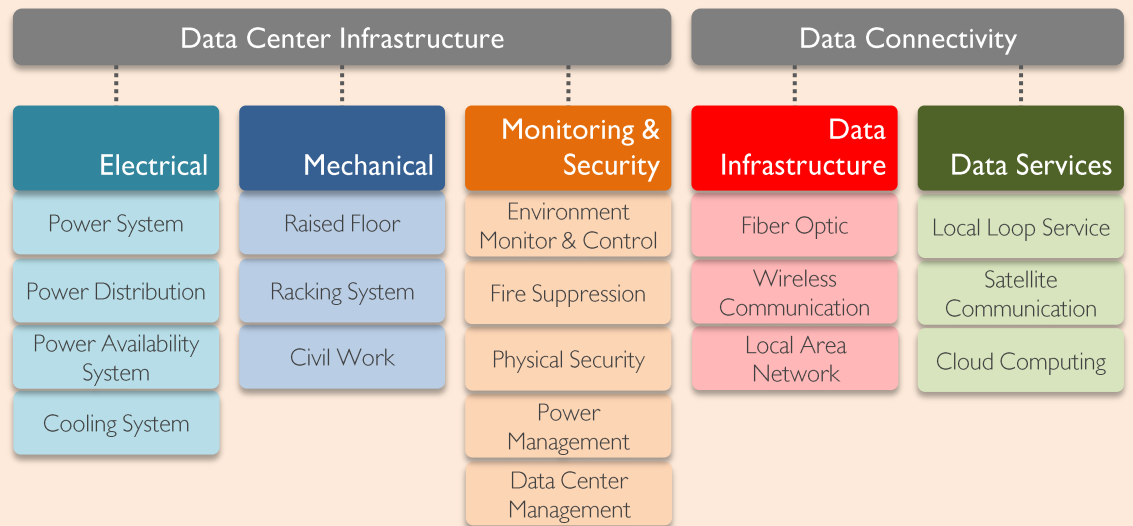 Data Center Infrastructure
Data Connectivity
Electrical
Power System
Power Distribution
Power Availability
System
Cooling System
Mechanical
Raised Floor
Racking System
Civil Work
Monitoring &
Security
Environment
Monitor & Control
Fire Suppression
Physical Security
Power
Management
Data Center
Management
Data
Infrastructure
Fiber Optic
Wireless
Communication
Local Area
Network
Data Services
Local Loop Service
Satellite
Communication
Cloud Computing